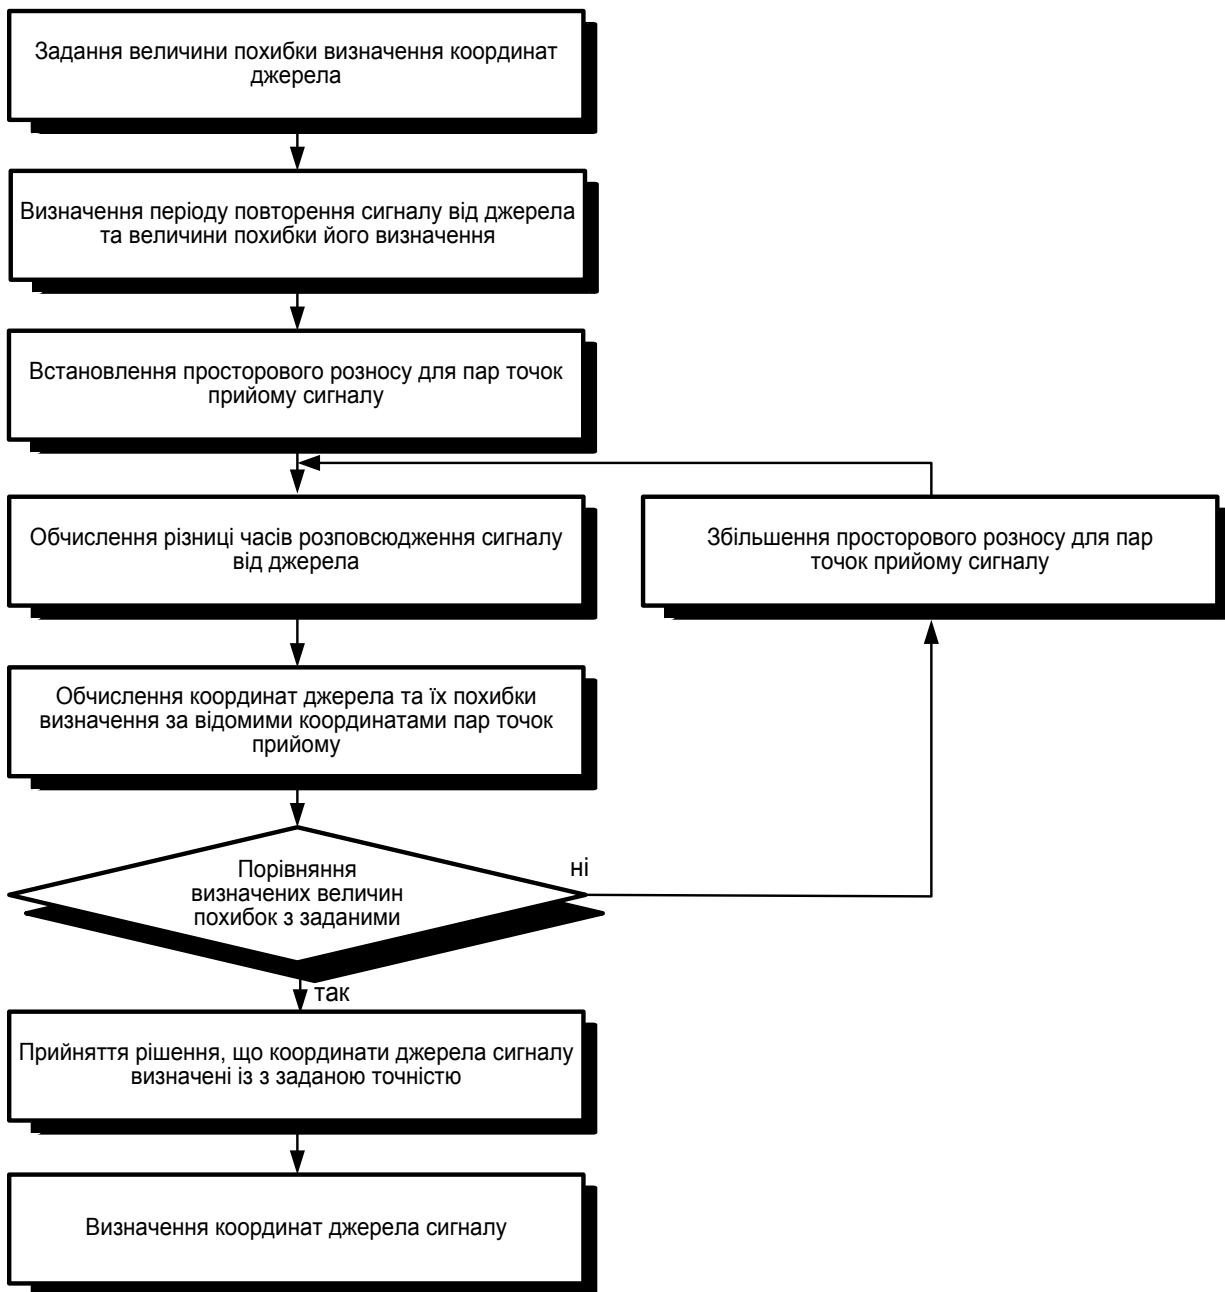 Задання величини похибки визначення координат
джерела
Визначення періоду повторення сигналу від джерела
та величини похибки його визначення
Встановлення просторового розносу для пар точок
прийому сигналу
Обчислення різниці часів розповсюдження сигналу
від джерела
Збільшення просторового розносу для пар
точок прийому сигналу
Обчислення координат джерела та їх похибки
визначення за відомими координатами пар точок
прийому
Порівняння
визначених величин
похибок з заданими
ні
так
Прийняття рішення, що координати джерела сигналу
визначені із з заданою точністю
Визначення координат джерела сигналу